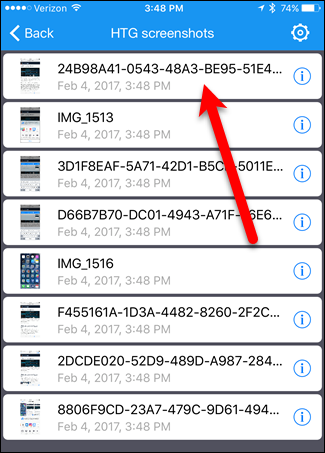 Verizon 3:48 PM 74%
Back HTG screenshots
24B98A41-0543-48A3-BE95-51E4...
Feb 4, 2017, 3:48 PM
IMG_1513
Feb 4, 2017, 3:48 PM
3D1F8EAF-5A71-42D1-B5C 5011E...
Feb 4, 2017, 3:48 PM
D66B7B70-DC01-4943-A71F 6E6...
Feb 4, 2017, 3:48 PM
IMG_1516
Feb 4, 2017, 3:48 PM
F455161A-1D3A-4482-8260-2F2C...
Feb 4, 2017, 3:48 PM
2DCDE020-52D9-489D-A987-284...
Feb 4, 2017, 3:48 PM
8806F9CD-23A7-479C-9D61-494...
Feb 4, 2017, 3:48 PM